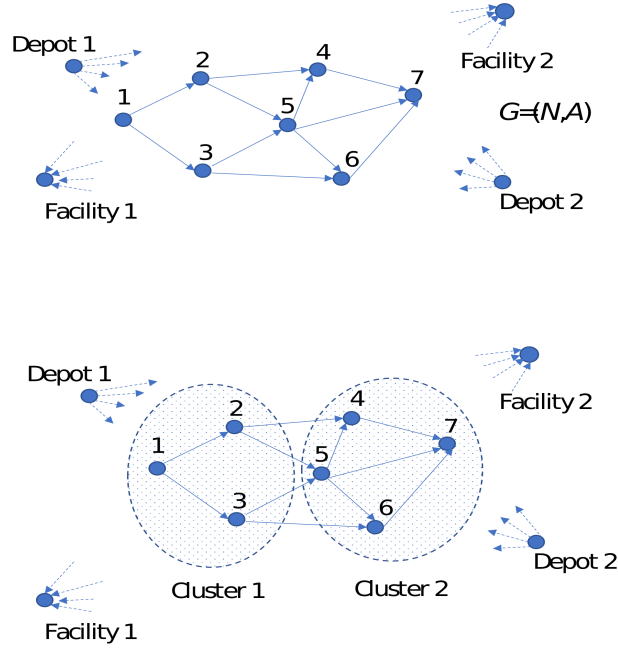 Depot 1
Facility 2
2
4
7
1
5
G=(N,A)
3
6
Facility 1
Depot 2
Depot 1
Facility 2
2
4
7
1
5
3
6
Depot 2
Cluster 1
Cluster 2
Facility 1